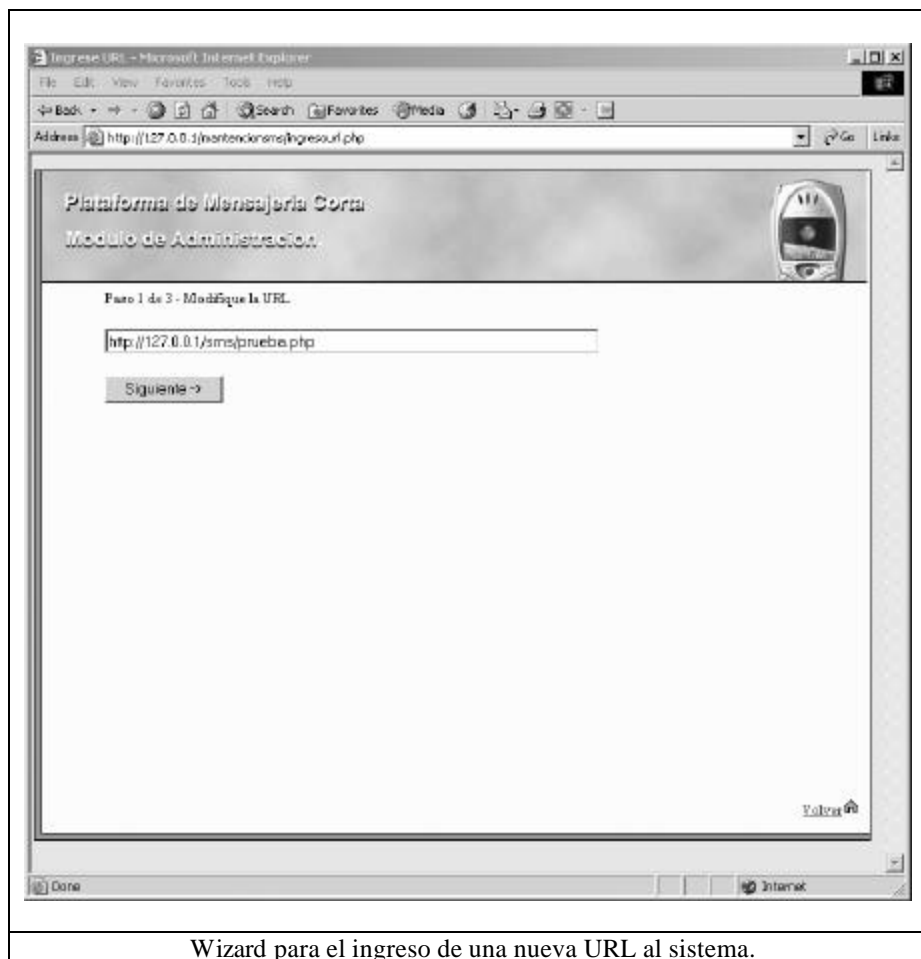 Ingrese URL - Microsoft Internet Explorer
File Edit View Favorites Tools Help
Back Search Favorites Media
Address http://127.0.0.1/mantencionsms/ingresourl.php Go Links
Plataforma de Mensajeria Corta
Modulo de Administracion.
Paso 1 de 3 - Modifique la URL.
http://127.0.0.1/sms/prueba.php
Siguiente ->
Volver
Done Internet
Wizard para el ingreso de una nueva URL al sistema.